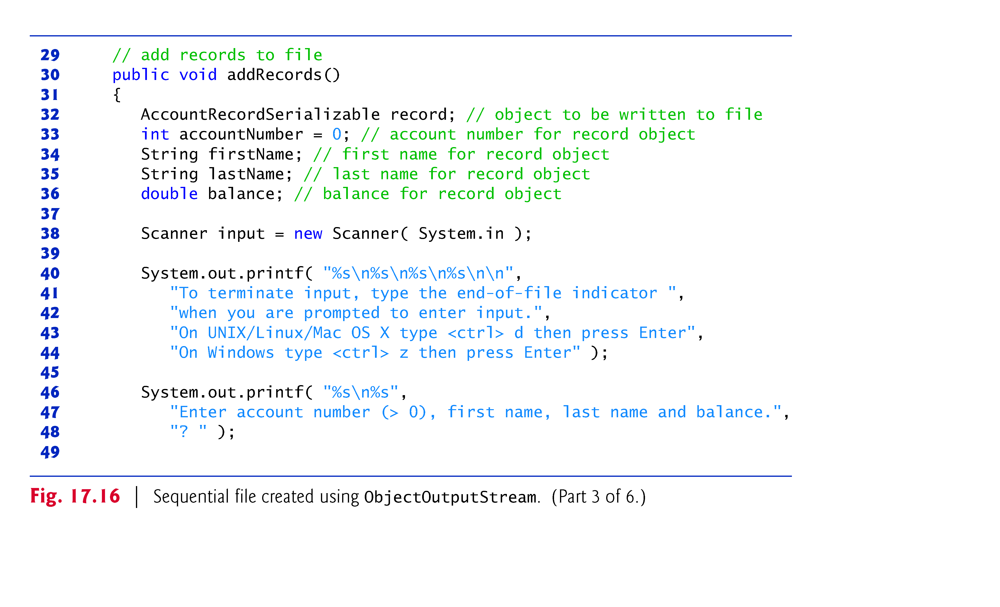 29 // add records to file
30 public void addRecords()
31 {
32 AccountRecordSerializable record; // object to be written to file
33 int accountNumber = 0; // account number for record object
34 String firstName; // first name for record object
35 String lastName; // last name for record object
36 double balance; // balance for record object
37
38 Scanner input = new Scanner( System.in );
39
40 System.out.printf( "%s\n%s\n%s\n%s\n\n",
41 "To terminate input, type the end-of-file indicator ",
42 "when you are prompted to enter input.",
43 "On UNIX/Linux/Mac OS X type <ctrl> d then press Enter",
44 "On Windows type <ctrl> z then press Enter" );
45
46 System.out.printf( "%s\n%s",
47 "Enter account number (> 0), first name, last name and balance.",
48 "? " );
49
Fig. 17.16 | Sequential file created using ObjectOutputStream. (Part 3 of 6.)